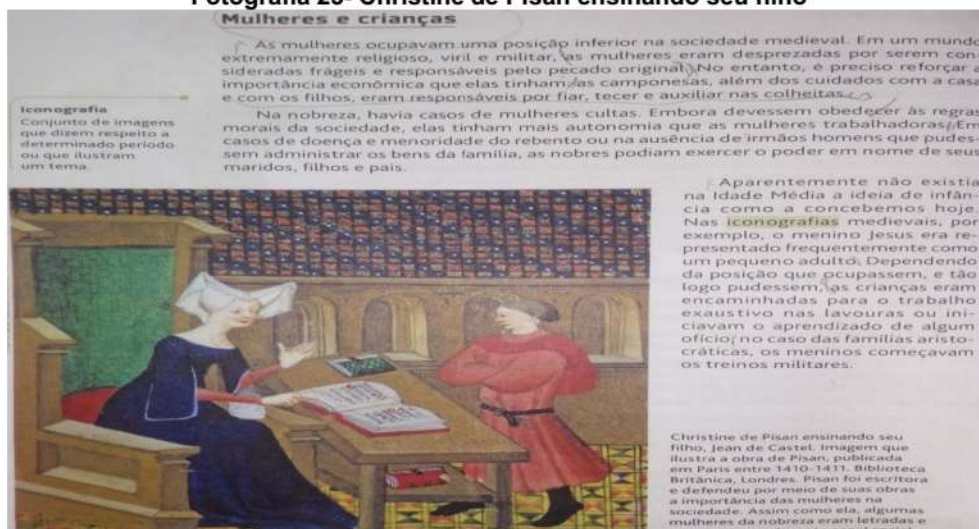 Fotografia 23- Christine de Pisan ensinando seu filho
Mulheres e crianças
As mulheres ocupavam uma posição inferior na sociedade medieval. Em um mundo
extremamente religioso, viril e militar, as mulheres eram desprezadas por serem con-
sideradas frágeis e responsáveis pelo pecado original. No entanto, é preciso reforçar a
importância econômica que elas tinham: as camponesas, além dos cuidados com a casa
e com os filhos, eram responsáveis por fiar, tecer e auxiliar nas colheitas.
Na nobreza, havia casos de mulheres cultas. Embora devessem obedecer às regras
morais da sociedade, elas tinham mais autonomia que as mulheres trabalhadoras. Em
casos de doença e menoridade do rebento ou na ausência de irmãos homens que pudes-
sem administrar os bens da família, as nobres podiam exercer o poder em nome de seus
maridos, filhos e pais.
Iconografia
Conjunto de imagens
que dizem respeito a
determinado período
ou que ilustram
um tema.
Aparentemente não existia
na Idade Média a ideia de infân-
cia como a concebemos hoje.
Nas iconografias medievais, por
exemplo, o menino Jesus era re-
presentado frequentemente como
um pequeno adulto. Dependendo
da posição que ocupassem, e tão
logo pudessem, as crianças eram
encaminhadas para o trabalho
exaustivo nas lavouras ou ini-
ciavam o aprendizado de algum
ofício; no caso das famílias aristo-
cráticas, os meninos começavam
os treinos militares.
Christine de Pisan ensinando seu
filho, Jean de Castel. Imagem que
ilustra a obra de Pisan, publicada
em Paris entre 1410-1411. Biblioteca
Britânica, Londres. Pisan foi escritora
e defendeu por meio de suas obras
a importância das mulheres na
sociedade. Assim como ela, algumas
mulheres da nobreza eram letradas e